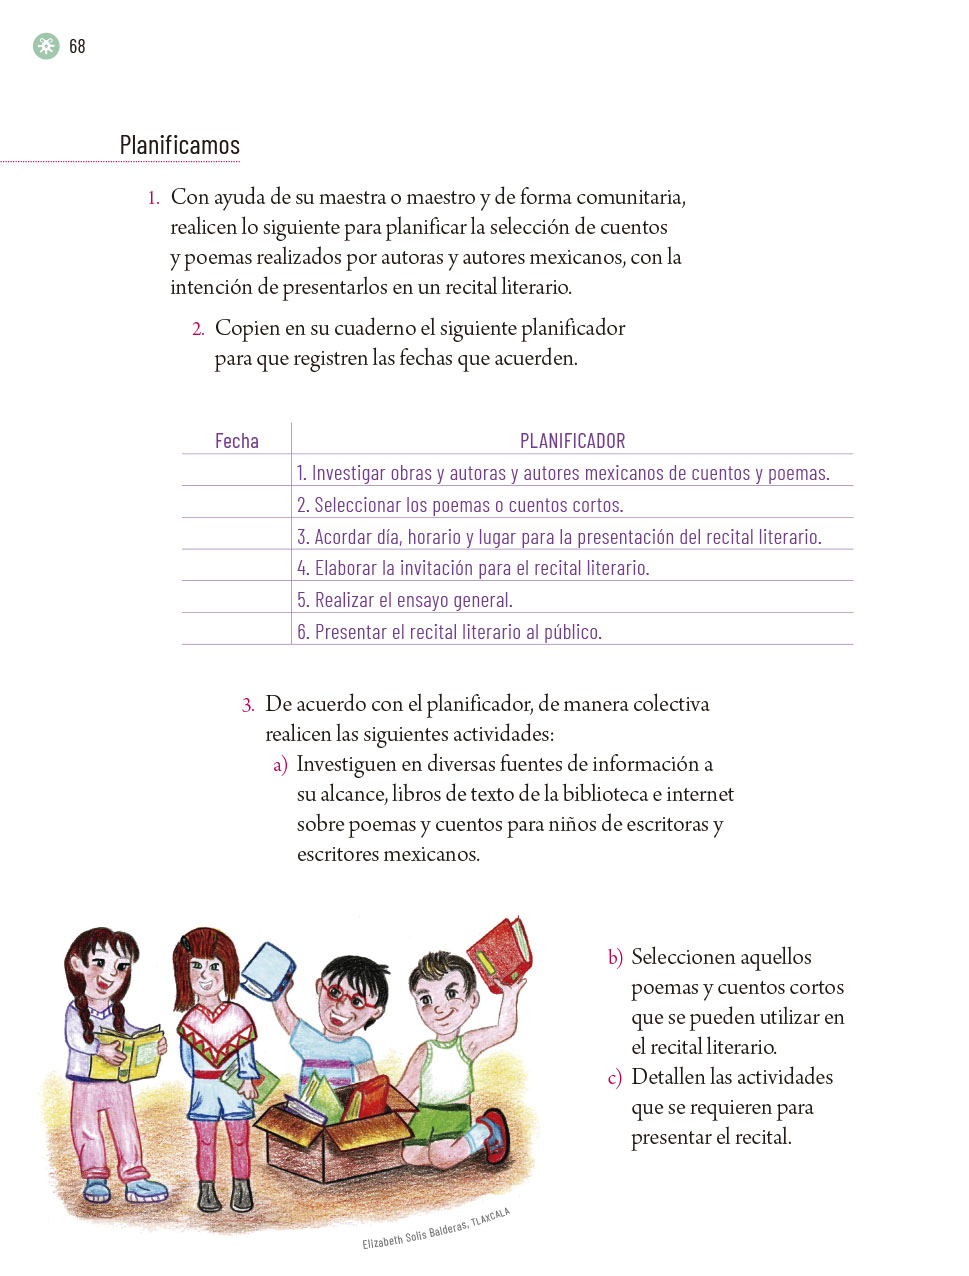 68
Planificamos
1. Con ayuda de su maestra o maestro y de forma comunitaria,
realicen lo siguiente para planificar la selección de cuentos
y poemas realizados por autoras y autores mexicanos, con la
intención de presentarlos en un recital literario.
2. Copien en su cuaderno el siguiente planificador
para que registren las fechas que acuerden.
Fecha PLANIFICADOR
1. Investigar obras y autoras y autores mexicanos de cuentos y poemas.
2. Seleccionar los poemas o cuentos cortos.
3. Acordar día, horario y lugar para la presentación del recital literario.
4. Elaborar la invitación para el recital literario.
5. Realizar el ensayo general.
6. Presentar el recital literario al público.
3. De acuerdo con el planificador, de manera colectiva
realicen las siguientes actividades:
a) Investiguen en diversas fuentes de información a
su alcance, libros de texto de la biblioteca e internet
sobre poemas y cuentos para niños de escritoras y
escritores mexicanos.
b) Seleccionen aquellos
poemas y cuentos cortos
que se pueden utilizar en
el recital literario.
c) Detallen las actividades
que se requieren para
presentar el recital.
Elizabeth Solis Balderas, TLAXCALA